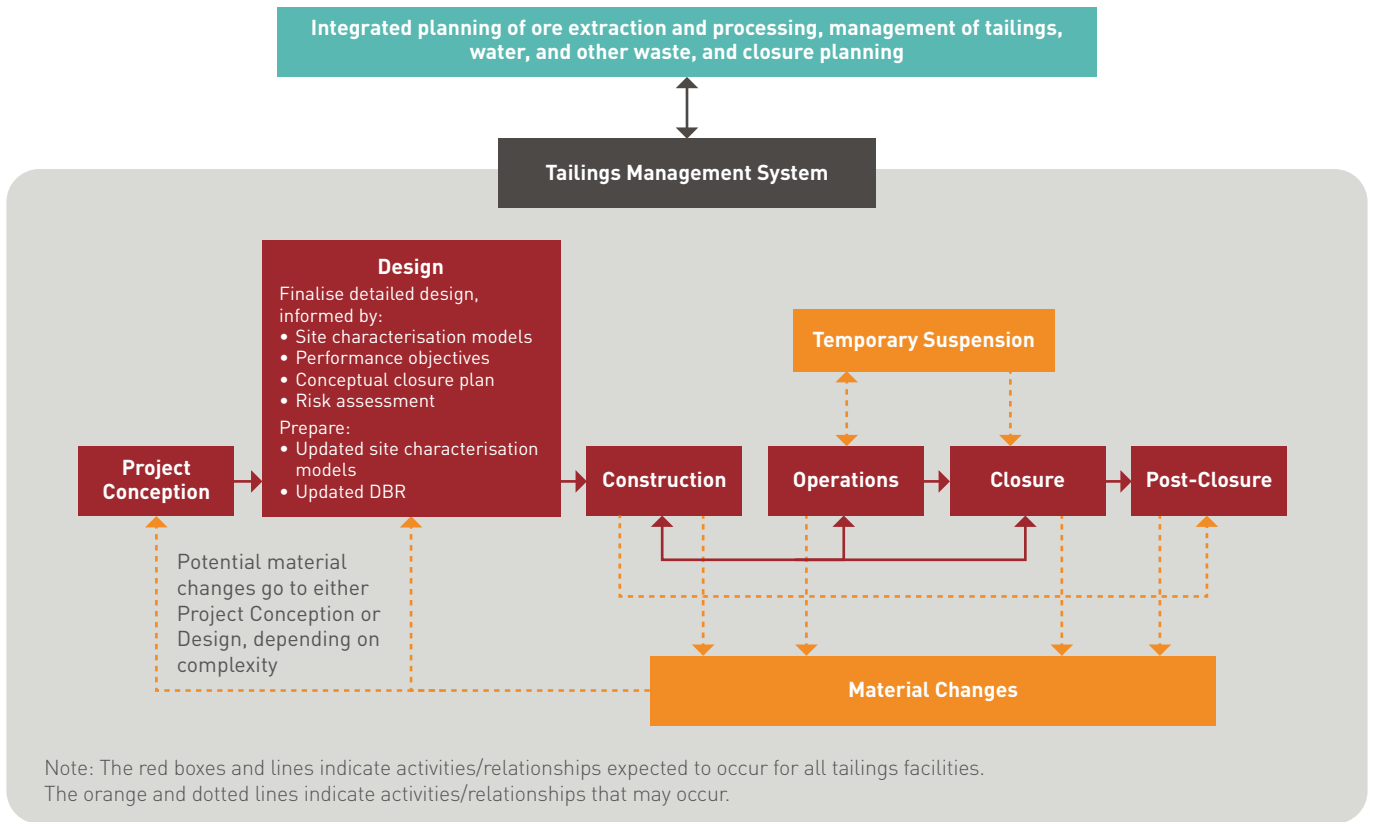 Integrated planning of ore extraction and processing, management of tailings,
water, and other waste, and closure planning
Tailings Management System
Design
Finalise detailed design,
informed by:
• Site characterisation models
• Performance objectives
• Conceptual closure plan
• Risk assessment
Prepare:
• Updated site characterisation
models
• Updated DBR
Temporary Suspension
Project
Conception
Construction
Operations
Closure
Post-Closure
Potential material
changes go to either
Project Conception or
Design, depending on
complexity
Material Changes
Note: The red boxes and lines indicate activities/relationships expected to occur for all tailings facilities.
The orange and dotted lines indicate activities/relationships that may occur.